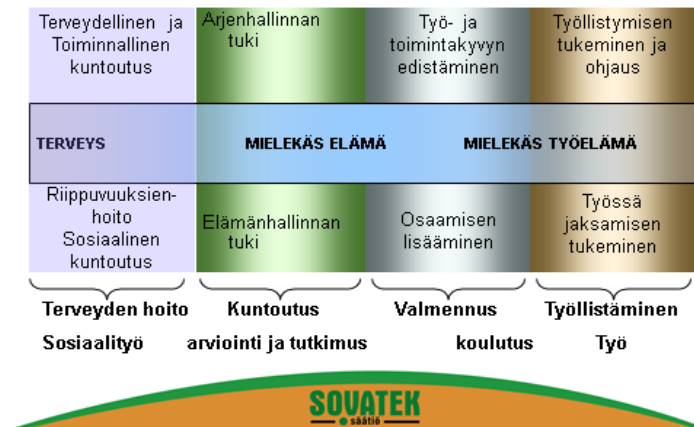 Terveydellinen ja
Toiminnallinen
kuntoutus
Arjenhallinnan
tuki
Työ- ja
toimintakyvyn
edistäminen
Työllistymisen
tukeminen ja
ohjaus
TERVEYS
MIELEKÄS ELÄMÄ
MIELEKÄS TYÖELÄMÄ
Riippuvuuksien-
hoito
Sosiaalinen
kuntoutus
Elämänhallinnan
tuki
Osaamisen
lisääminen
Työssä
jaksamisen
tukeminen
Terveyden hoito
Kuntoutus
Valmennus
Työllistäminen
Sosiaalityö
arviointi ja tutkimus
koulutus
Työ
SOVATEK
säätiö